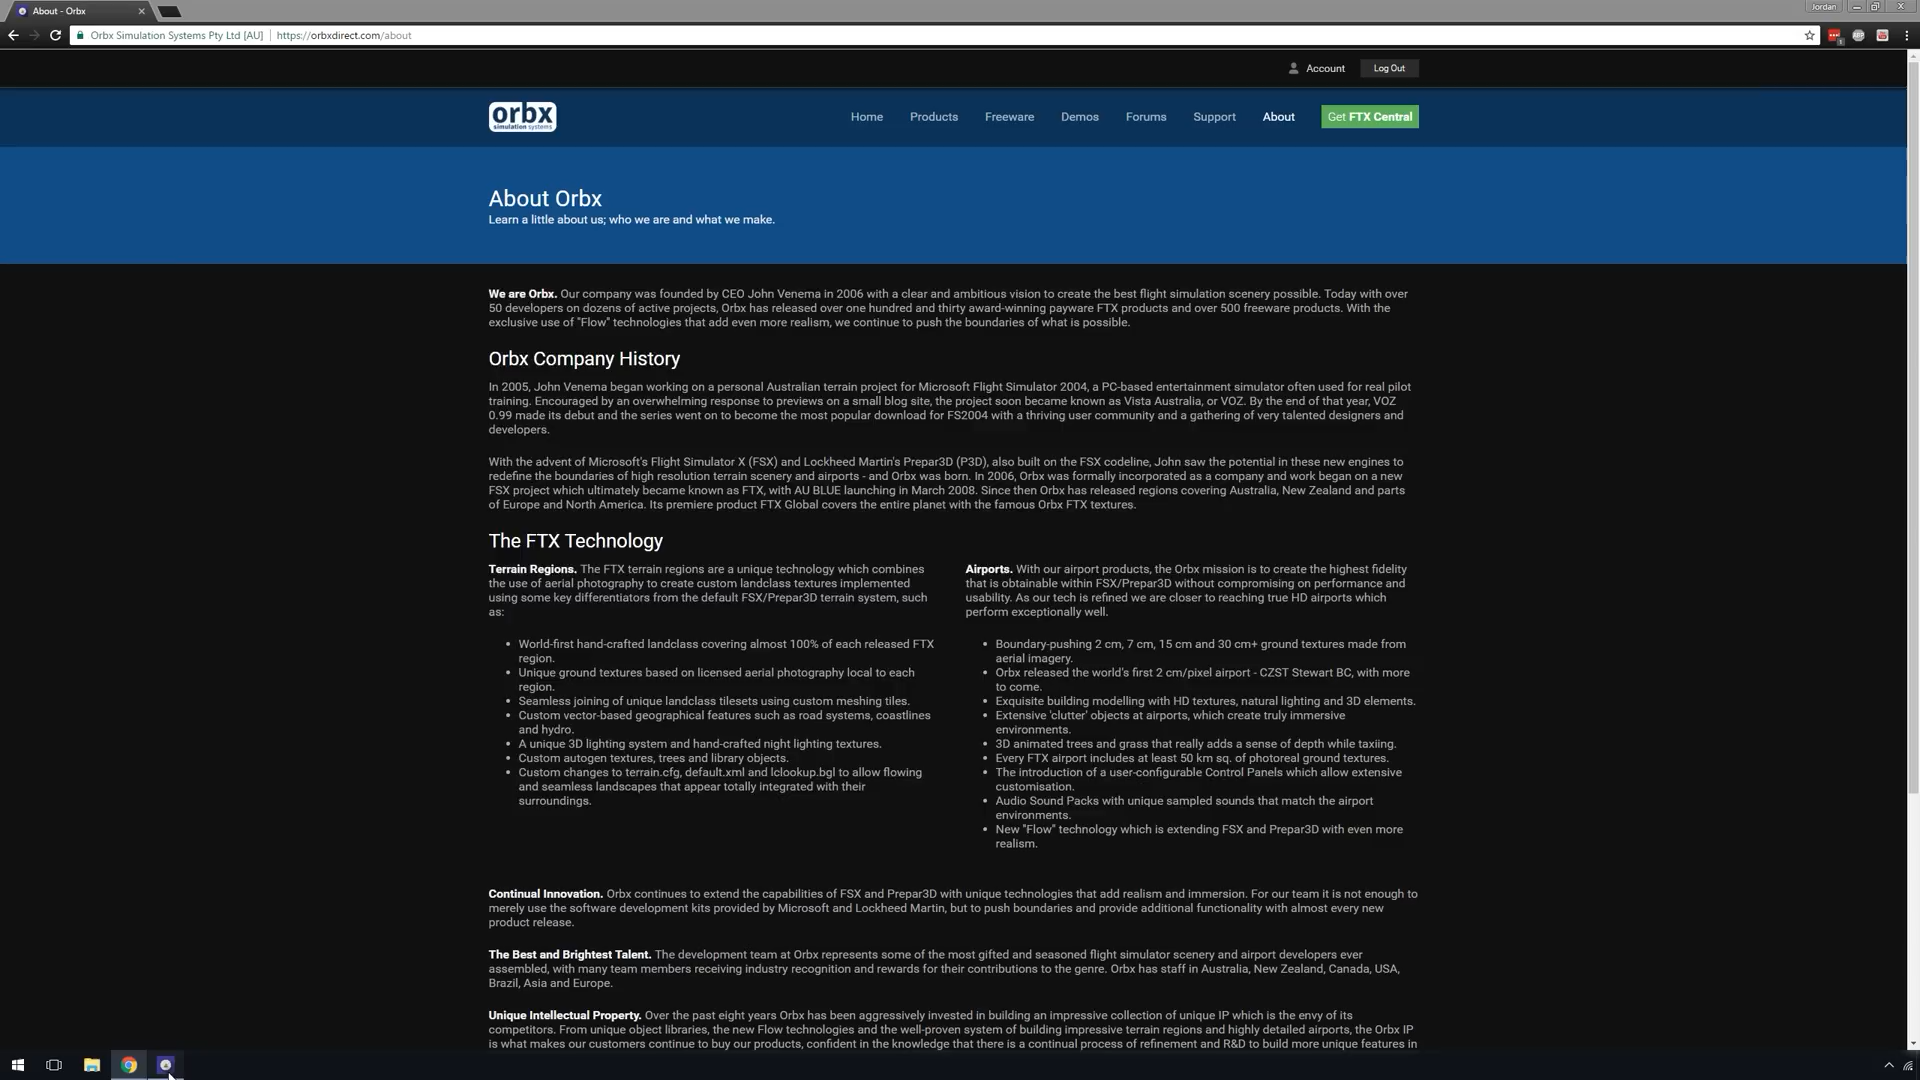 About - Orbx
Jordan
Orbx Simulation Systems Pty Ltd [AU]
https://orbxdirect.com/about
Account
Log Out
orbx
simulation systems
Home
Products
Freeware
Demos
Forums
Support
About
Get FTX Central
About Orbx
Learn a little about us; who we are and what we make.
We are Orbx. Our company was founded by CEO John Venema in 2006 with a clear and ambitious vision to create the best flight simulation scenery possible. Today with over
50 developers on dozens of active projects, Orbx has released over one hundred and thirty award-winning payware FTX products and over 500 freeware products. With the
exclusive use of "Flow" technologies that add even more realism, we continue to push the boundaries of what is possible.
Orbx Company History
In 2005, John Venema began working on a personal Australian terrain project for Microsoft Flight Simulator 2004, a PC-based entertainment simulator often used for real pilot
training. Encouraged by an overwhelming response to previews on a small blog site, the project soon became known as Vista Australia, or VOZ. By the end of that year, VOZ
0.99 made its debut and the series went on to become the most popular download for FS2004 with a thriving user community and a gathering of very talented designers and
developers.
With the advent of Microsoft's Flight Simulator X (FSX) and Lockheed Martin's Prepar3D (P3D), also built on the FSX codeline, John saw the potential in these new engines to
redefine the boundaries of high resolution terrain scenery and airports - and Orbx was born. In 2006, Orbx was formally incorporated as a company and work began on a new
FSX project which ultimately became known as FTX, with AU BLUE launching in March 2008. Since then Orbx has released regions covering Australia, New Zealand and parts
of Europe and North America. Its premiere product FTX Global covers the entire planet with the famous Orbx FTX textures.
The FTX Technology
Terrain Regions. The FTX terrain regions are a unique technology which combines
the use of aerial photography to create custom landclass textures implemented
using some key differentiators from the default FSX/Prepar3D terrain system, such
as:
• World-first hand-crafted landclass covering almost 100% of each released FTX
region.
• Unique ground textures based on licensed aerial photography local to each
region.
• Seamless joining of unique landclass tilesets using custom meshing tiles.
• Custom vector-based geographical features such as road systems, coastlines
and hydro.
• A unique 3D lighting system and hand-crafted night lighting textures.
• Custom autogen textures, trees and library objects.
• Custom changes to terrain.cfg, default.xml and lclookup.bgl to allow flowing
and seamless landscapes that appear totally integrated with their
surroundings.
Airports. With our airport products, the Orbx mission is to create the highest fidelity
that is obtainable within FSX/Prepar3D without compromising on performance and
usability. As our tech is refined we are closer to reaching true HD airports which
perform exceptionally well.
• Boundary-pushing 2 cm, 7 cm, 15 cm and 30 cm+ ground textures made from
aerial imagery.
• Orbx released the world's first 2 cm/pixel airport - CZST Stewart BC, with more
to come.
• Exquisite building modelling with HD textures, natural lighting and 3D elements.
• Extensive 'clutter' objects at airports, which create truly immersive
environments.
• 3D animated trees and grass that really adds a sense of depth while taxiing.
• Every FTX airport includes at least 50 km sq. of photoreal ground textures.
• The introduction of a user-configurable Control Panels which allow extensive
customisation.
• Audio Sound Packs with unique sampled sounds that match the airport
environments.
• New "Flow" technology which is extending FSX and Prepar3D with even more
realism.
Continual Innovation. Orbx continues to extend the capabilities of FSX and Prepar3D with unique technologies that add realism and immersion. For our team it is not enough to
merely use the software development kits provided by Microsoft and Lockheed Martin, but to push boundaries and provide additional functionality with almost every new
product release.
The Best and Brightest Talent. The development team at Orbx represents some of the most gifted and seasoned flight simulator scenery and airport developers ever
assembled, with many team members receiving industry recognition and rewards for their contributions to the genre. Orbx has staff in Australia, New Zealand, Canada, USA,
Brazil, Asia and Europe.
Unique Intellectual Property. Over the past eight years Orbx has been aggressively invested in building an impressive collection of unique IP which is the envy of its
competitors. From unique object libraries, the new Flow technologies and the well-proven system of building impressive terrain regions and highly detailed airports, the Orbx IP
is what makes our customers continue to buy our products, confident in the knowledge that there is a continual process of refinement and R&D to build more unique features in